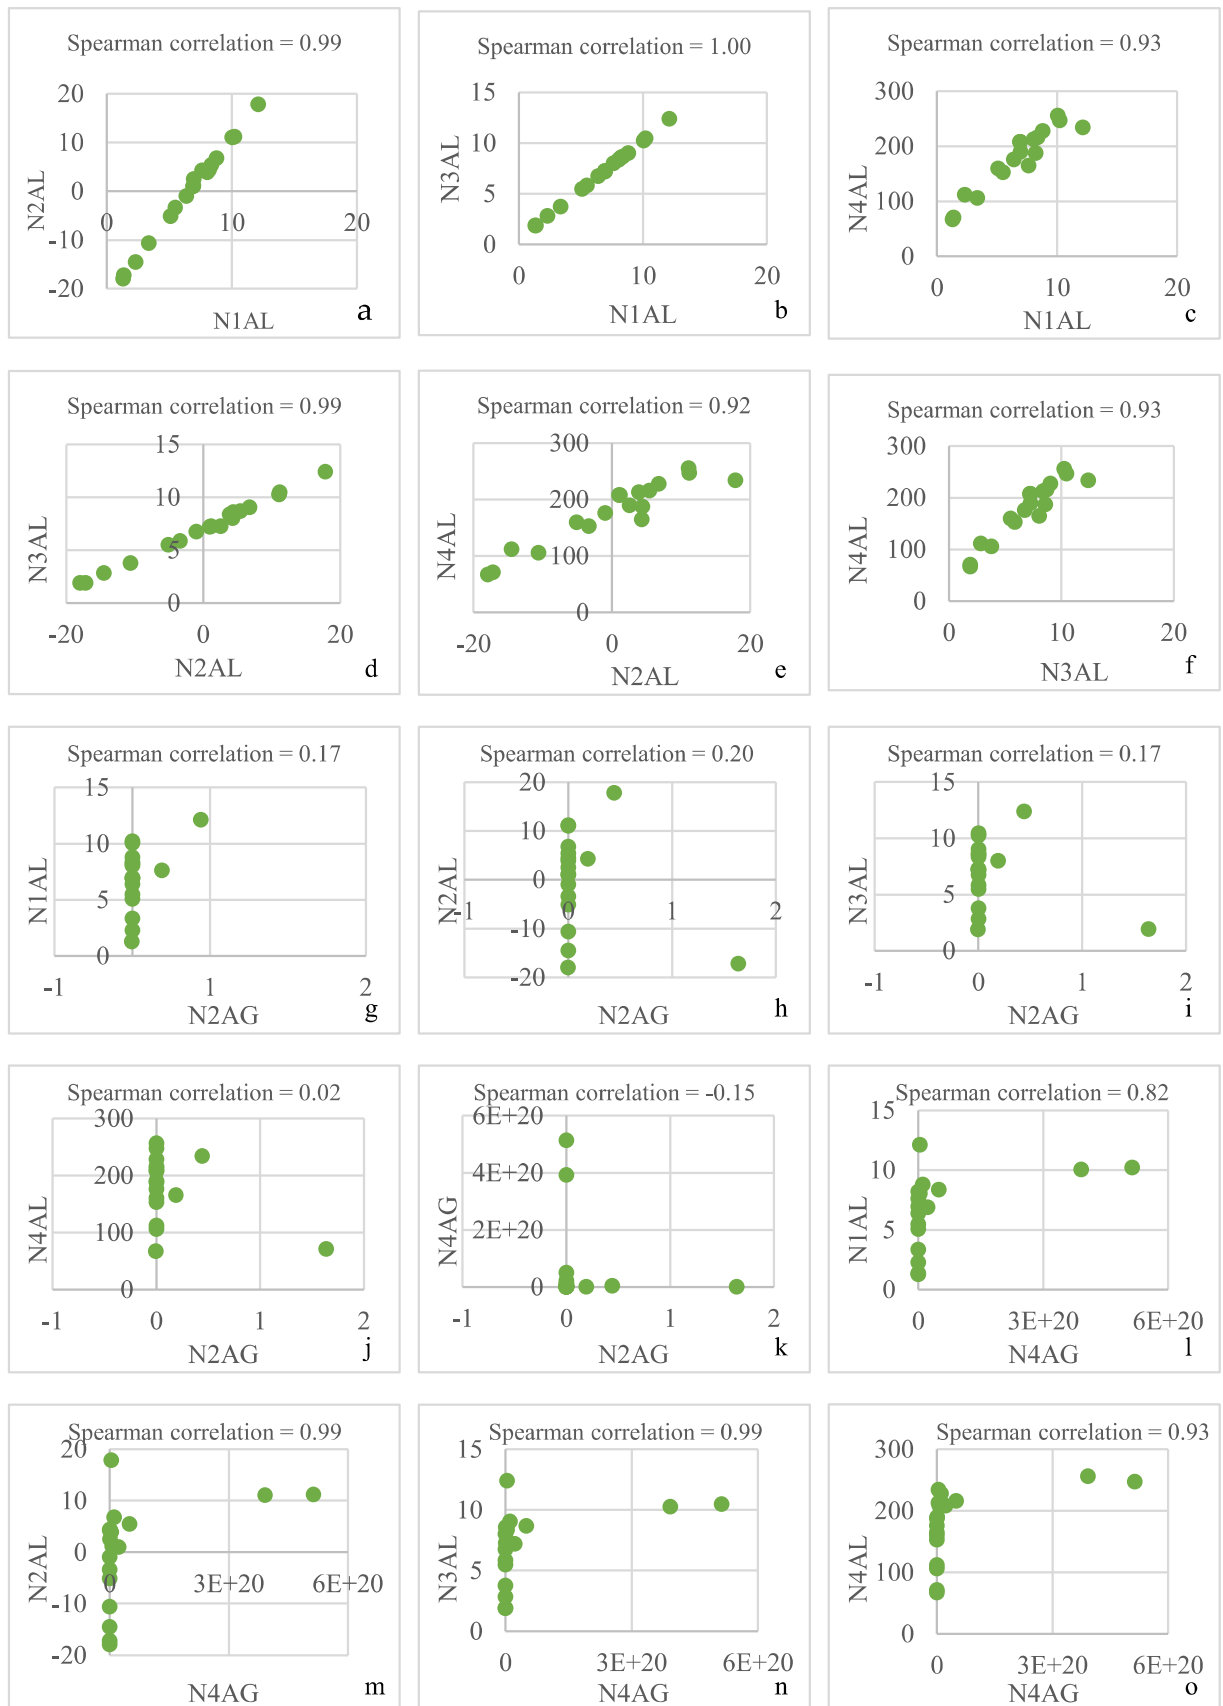 Spearman correlation = 0.99
20
10
0
-10
-20
0
10
20
N2AL
N1AL
a
Spearman correlation = 1.00
15
10
5
0
0
10
20
N3AL
N1AL
b
Spearman correlation = 0.93
300
200
100
0
0
10
20
N4AL
N1AL
c
Spearman correlation = 0.99
15
10
5
0
-20
0
20
N3AL
N2AL
d
Spearman correlation = 0.92
300
200
100
0
-20
0
20
N4AL
N2AL
e
Spearman correlation = 0.93
300
200
100
0
0
10
20
N4AL
N3AL
f
Spearman correlation = 0.17
15
10
5
0
-1
1
2
N1AL
N2AG
g
Spearman correlation = 0.20
20
10
0
-10
-20
-1
0
1
2
N2AL
N2AG
h
Spearman correlation = 0.17
15
10
5
0
-1
0
1
2
N3AL
N2AG
i
Spearman correlation = 0.02
300
200
100
0
-1
0
1
2
N4AL
N2AG
j
Spearman correlation = -0.15
6E+20
4E+20
2E+20
0
-1
0
1
2
N4AG
N2AG
k
Spearman correlation = 0.82
15
10
5
0
0
3E+20
6E+20
N1AL
N4AG
l
Spearman correlation = 0.99
20
10
0
-10
-20
0
3E+20
6E+20
N2AL
N4AG
m
Spearman correlation = 0.99
15
10
5
0
0
3E+20
6E+20
N3AL
N4AG
n
Spearman correlation = 0.93
300
200
100
0
0
3E+20
6E+20
N4AL
N4AG
o